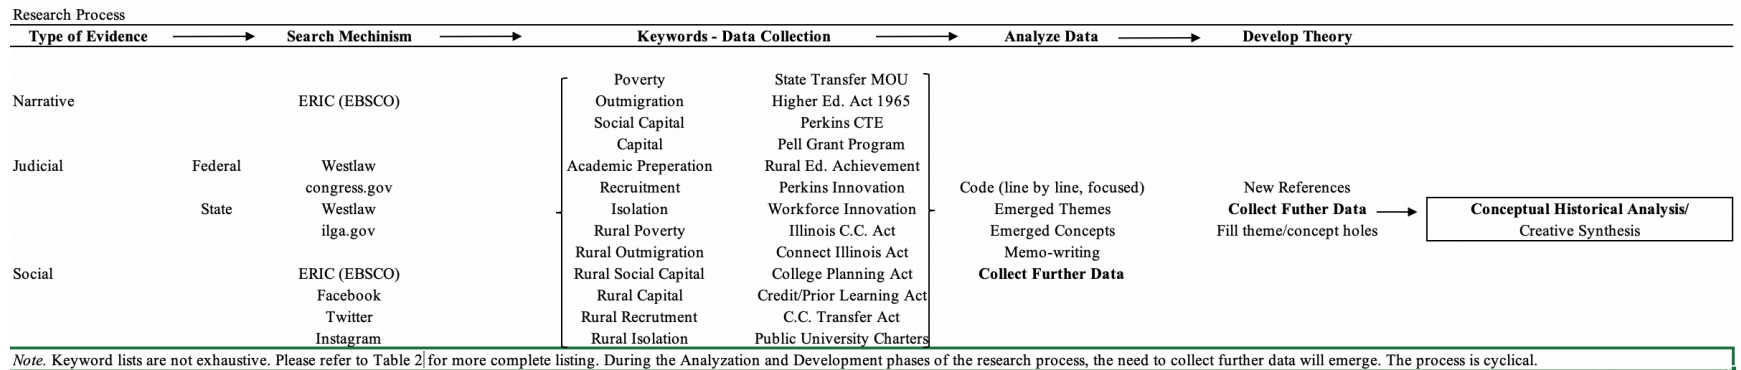 Research Process
Type of Evidence Search Mechinism Keywords - Data Collection Analyze Data Develop Theory
Poverty State Transfer MOU
Narrative ERIC (EBSCO) Outmigration Higher Ed. Act 1965
Social Capital Perkins CTE
Capital Pell Grant Program
Judicial Federal Westlaw Academic Preperation Rural Ed. Achievement
congress.gov Recruitment Perkins Innovation Code (line by line, focused) New References
State Westlaw Isolation Workforce Innovation Emerged Themes Collect Futher Data Conceptual Historical Analysis/
ilga.gov Rural Poverty Illinois C.C. Act Emerged Concepts Fill theme/concept holes Creative Synthesis
Rural Outmigration Connect Illinois Act Memo-writing
Social ERIC (EBSCO) Rural Social Capital College Planning Act Collect Further Data
Facebook Rural Capital Credit/Prior Learning Act
Twitter Rural Recrutment C.C. Transfer Act
Instagram Rural Isolation Public University Charters
Note. Keyword lists are not exhaustive. Please refer to Table 2 for more complete listing. During the Analyzation and Development phases of the research process, the need to collect further data will emerge. The process is cyclical.